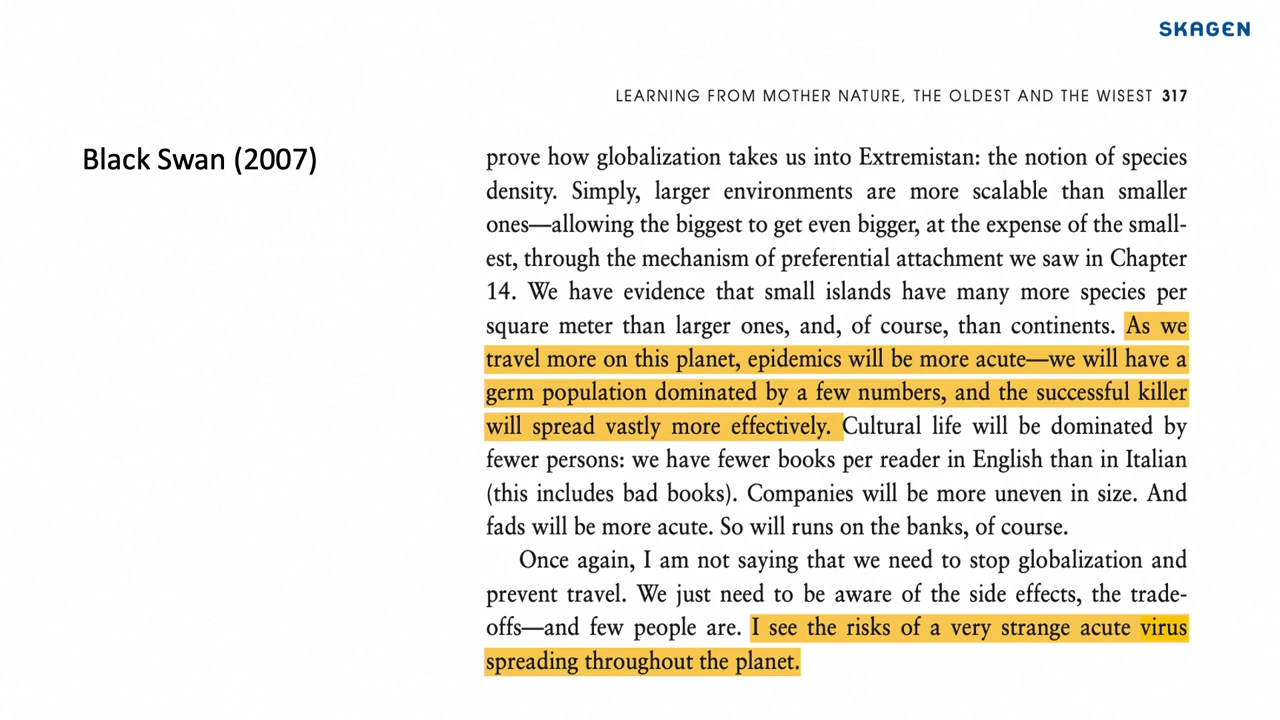 SKAGEN
LEARNING FROM MOTHER NATURE, THE OLDEST AND THE WISEST 317
Black Swan (2007)
prove how globalization takes us into Extremistan: the notion of species
density. Simply, larger environments are more scalable than smaller
ones—allowing the biggest to get even bigger, at the expense of the small-
est, through the mechanism of preferential attachment we saw in Chapter
14. We have evidence that small islands have many more species per
square meter than larger ones, and, of course, than continents. As we
travel more on this planet, epidemics will be more acute—we will have a
germ population dominated by a few numbers, and the successful killer
will spread vastly more effectively. Cultural life will be dominated by
fewer persons: we have fewer books per reader in English than in Italian
(this includes bad books). Companies will be more uneven in size. And
fads will be more acute. So will runs on the banks, of course.
Once again, I am not saying that we need to stop globalization and
prevent travel. We just need to be aware of the side effects, the trade-
offs—and few people are. I see the risks of a very strange acute virus
spreading throughout the planet.